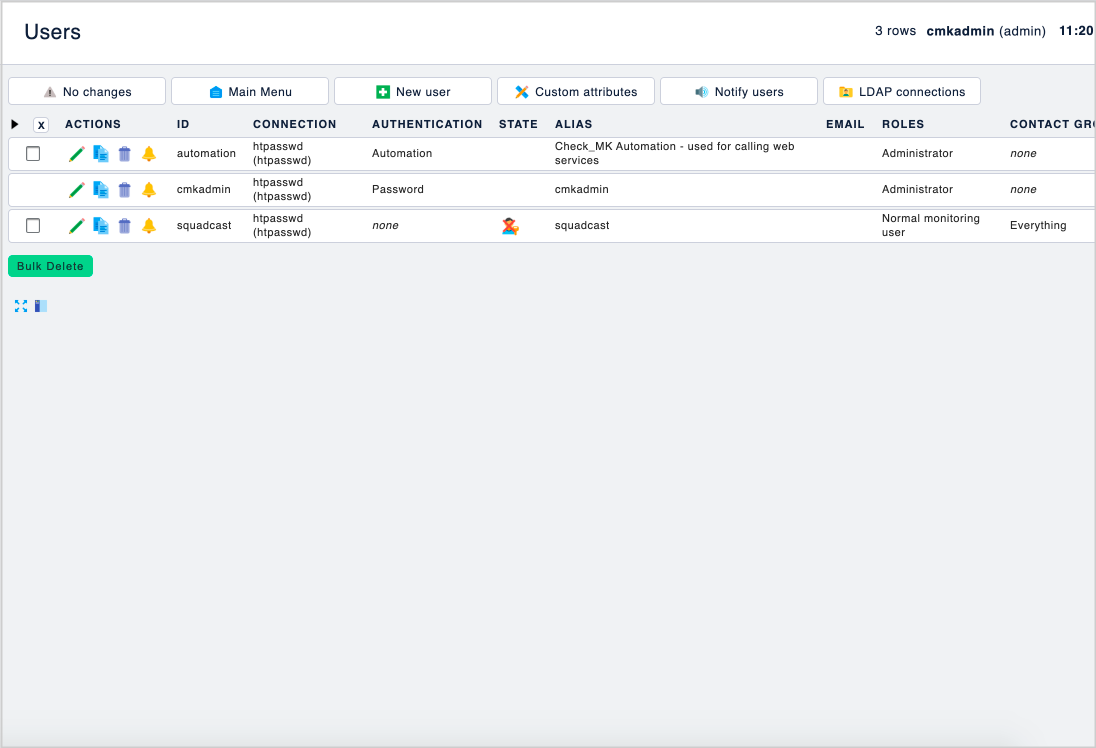 Users
3 rows cmkadmin (admin) 11:20
No changes Main Menu New user Custom attributes Notify users LDAP connections
X ACTIONS ID CONNECTION AUTHENTICATION STATE ALIAS EMAIL ROLES CONTACT GRO
automation htpasswd (htpasswd) Automation Check_MK Automation - used for calling web services Administrator none
cmkadmin htpasswd (htpasswd) Password cmkadmin Administrator none
squadcast htpasswd (htpasswd) none squadcast Normal monitoring user Everything
Bulk Delete